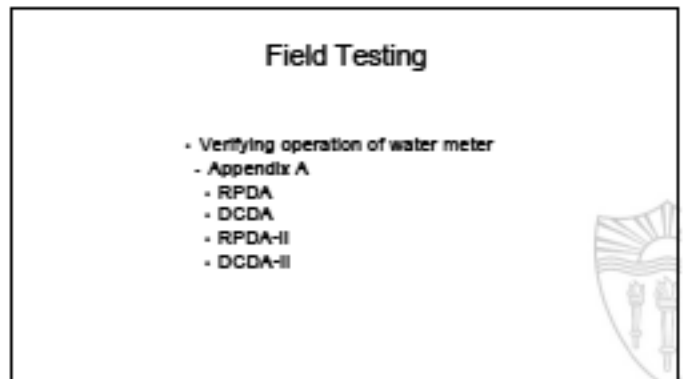 Field Testing
- Verifying operation of water meter
- Appendix A
- RPDA
- DCDA
- RPDA-II
- DCDA-II